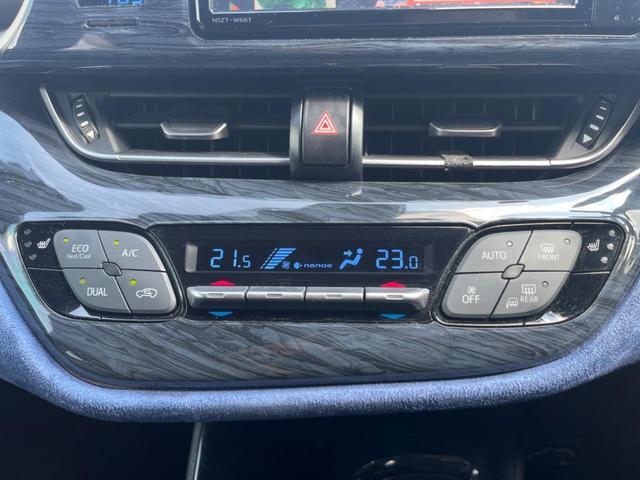 NSZT-W66T
ECO
Heat/Cool
A/C
DUAL
21.5
nanoe
23.0
AUTO
FRONT
OFF
REAR